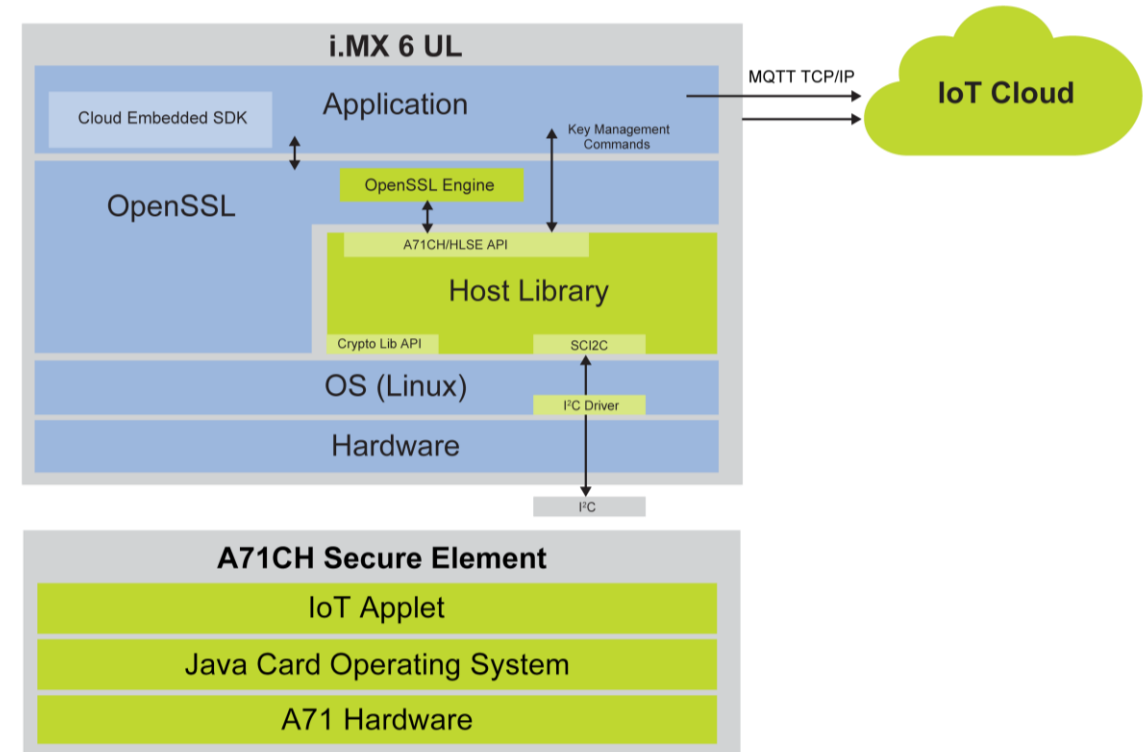 i.MX 6 UL
MQTT TCP/IP
IoT Cloud
Application
Cloud Embedded SDK
Key Management
Commands
OpenSSL Engine
OpenSSL
A71CH/HLSE API
Host Library
Crypto Lib API
SCI2C
OS (Linux)
I²C Driver
Hardware
I²C
A71CH Secure Element
IoT Applet
Java Card Operating System
A71 Hardware